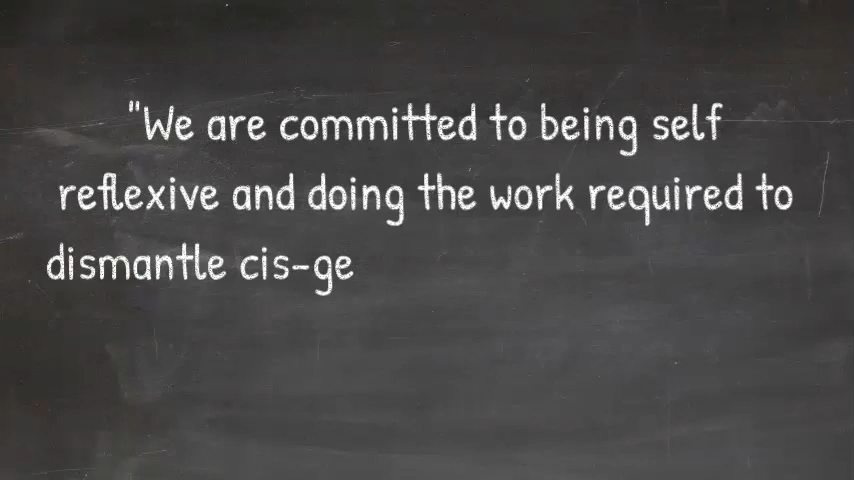 "We are committed to being self
reflexive and doing the work required to
dismantle cis-ge